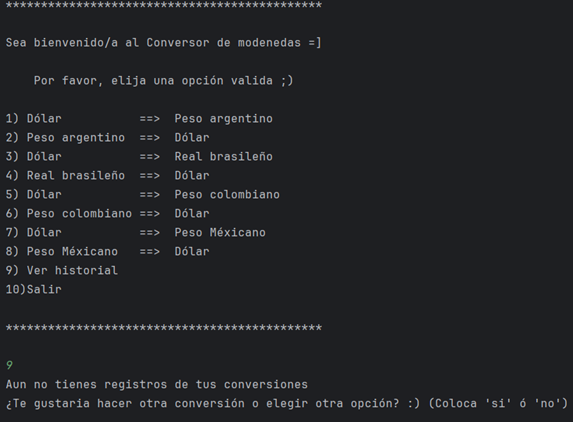 *********************************************
Sea bienvenido/a al Conversor de modenedas =]
Por favor, elija una opción valida ;)
1) Dólar ==> Peso argentino
2) Peso argentino ==> Dólar
3) Dólar ==> Real brasileño
4) Real brasileño ==> Dólar
5) Dólar ==> Peso colombiano
6) Peso colombiano ==> Dólar
7) Dólar ==> Peso Méxicano
8) Peso Méxicano ==> Dólar
9) Ver historial
10)Salir
*********************************************
9
Aun no tienes registros de tus conversiones
¿Te gustaria hacer otra conversión o elegir otra opción? :) (Coloca 'si' ó 'no')